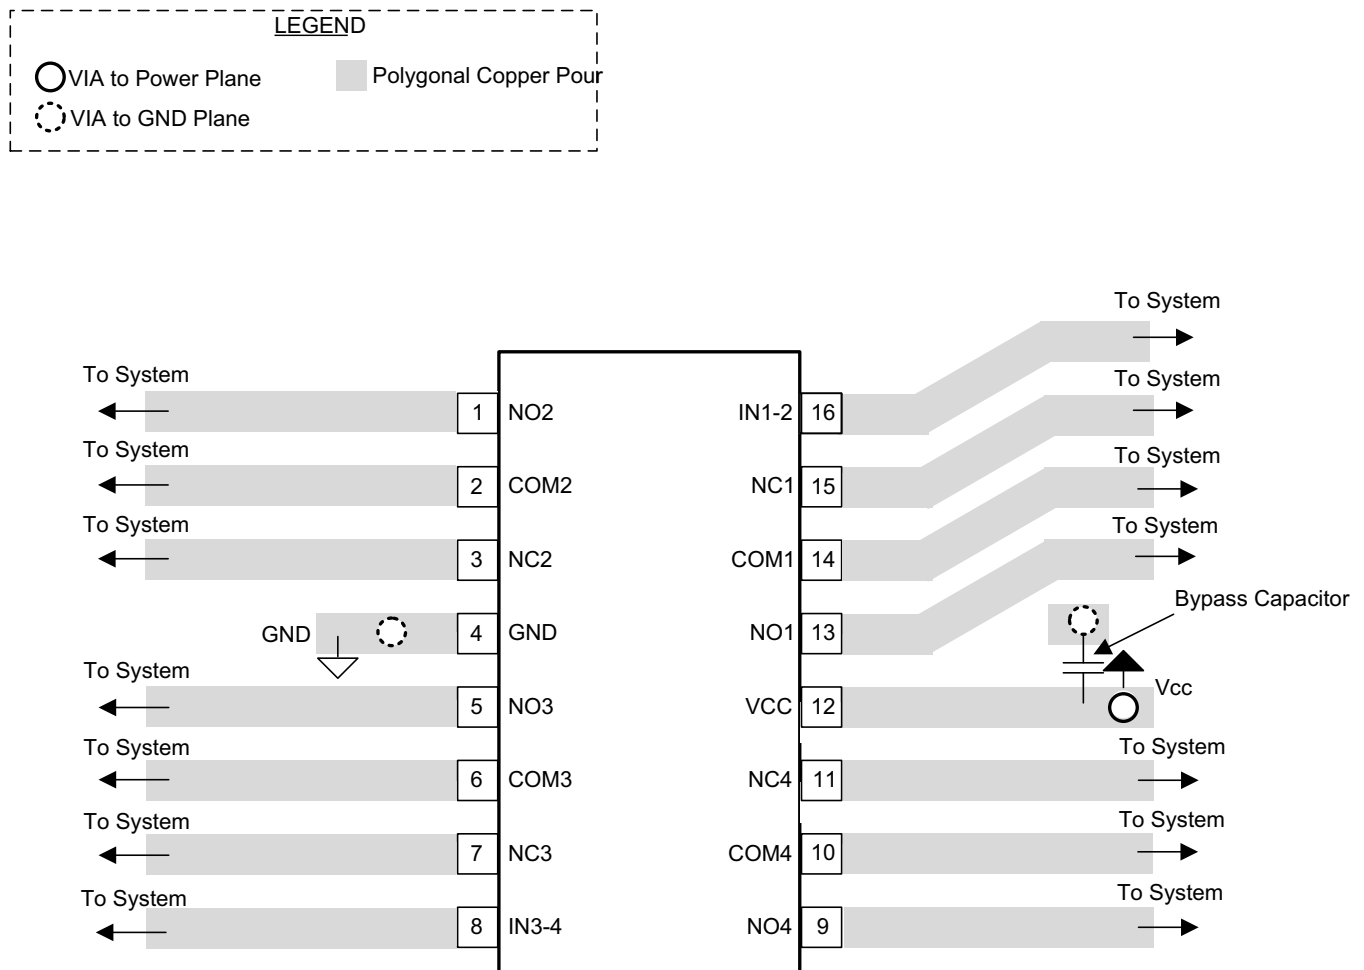 LEGEND
VIA to Power Plane
Polygonal Copper Pour
VIA to GND Plane
To System
To System
1 NO2
IN1-2 16
To System
To System
2 COM2
NC1 15
To System
To System
3 NC2
COM1 14
To System
GND
4 GND
NO1 13
Bypass Capacitor
To System
5 NO3
VCC 12
Vcc
To System
6 COM3
NC4 11
To System
To System
7 NC3
COM4 10
To System
To System
8 IN3-4
NO4 9
To System